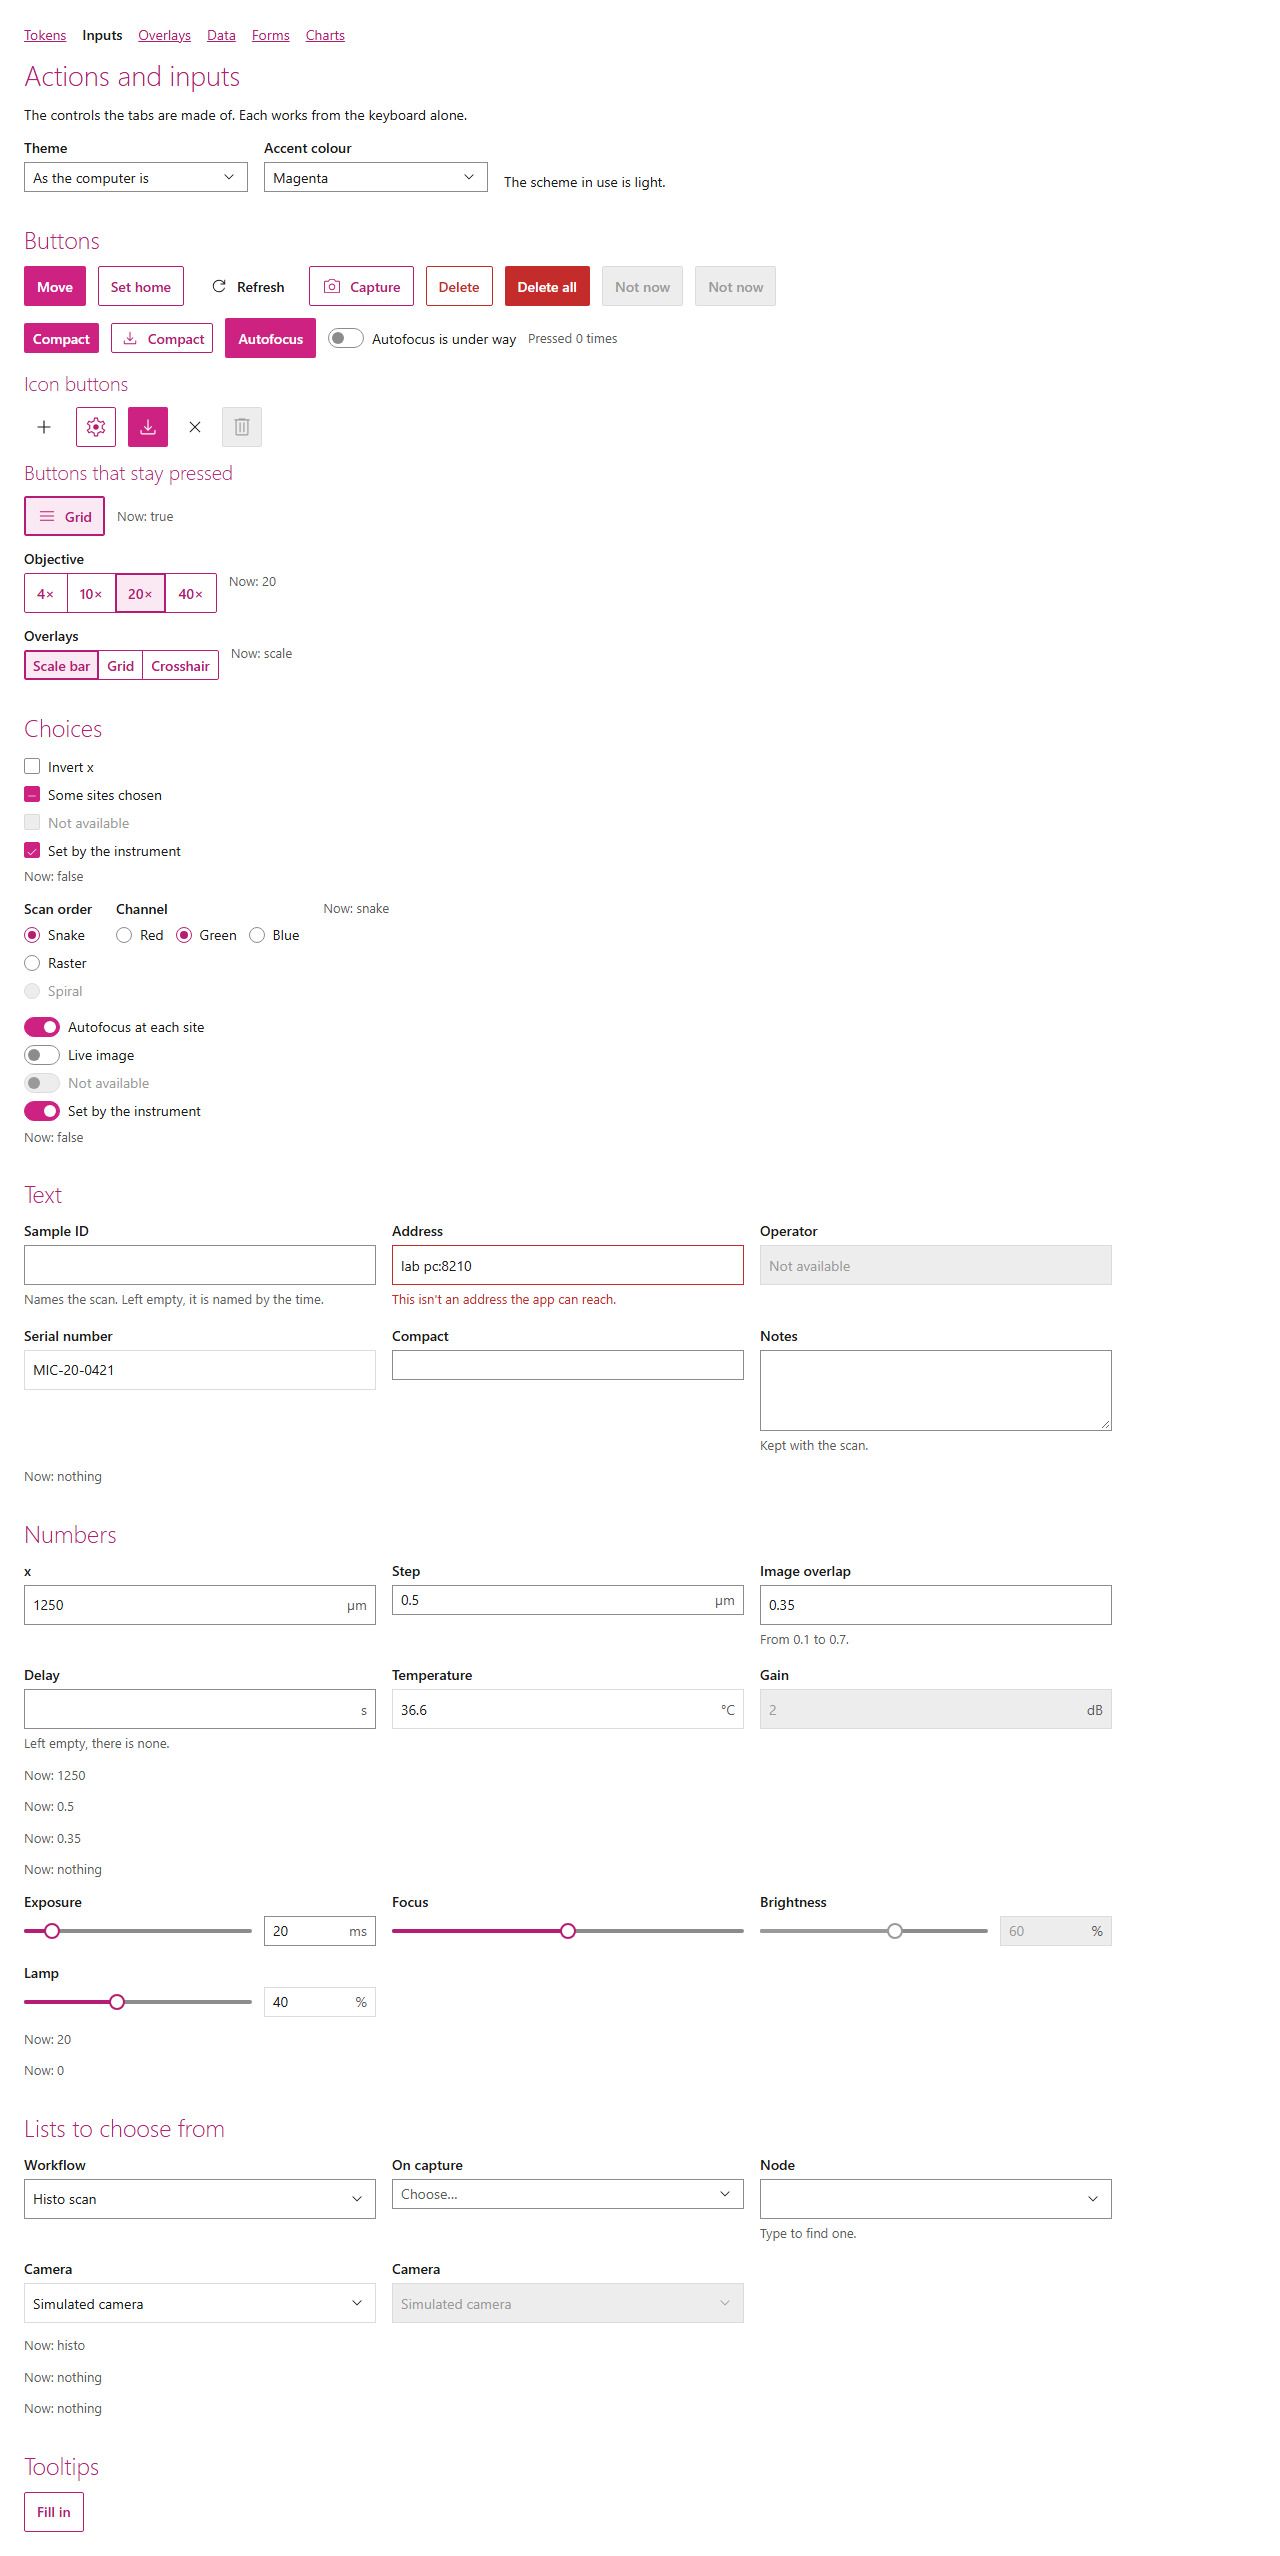 Tokens Inputs Overlays Data Forms Charts
Actions and inputs
The controls the tabs are made of. Each works from the keyboard alone.
Theme Accent colour
As the computer is Magenta The scheme in use is light.
Buttons
Move Set home Refresh Capture Delete Delete all Not now Not now
Compact Compact Autofocus Autofocus is under way Pressed 0 times
Icon buttons
Buttons that stay pressed
Grid Now: true
Objective
4× 10× 20× 40× Now: 20
Overlays
Scale bar Grid Crosshair Now: scale
Choices
Invert x
Some sites chosen
Not available
Set by the instrument
Now: false
Scan order Channel Now: snake
Snake Red Green Blue
Raster
Spiral
Autofocus at each site
Live image
Not available
Set by the instrument
Now: false
Text
Sample ID Address Operator
lab pc:8210 Not available
Names the scan. Left empty, it is named by the time. This isn't an address the app can reach.
Serial number Compact Notes
MIC-20-0421
Kept with the scan.
Now: nothing
Numbers
x Step Image overlap
1250 µm 0.5 µm 0.35
From 0.1 to 0.7.
Delay Temperature Gain
s 36.6 °C 2 dB
Left empty, there is none.
Now: 1250
Now: 0.5
Now: 0.35
Now: nothing
Exposure Focus Brightness
20 ms 60 %
Lamp
40 %
Now: 20
Now: 0
Lists to choose from
Workflow On capture Node
Histo scan Choose...
Type to find one.
Camera Camera
Simulated camera Simulated camera
Now: histo
Now: nothing
Now: nothing
Tooltips
Fill in